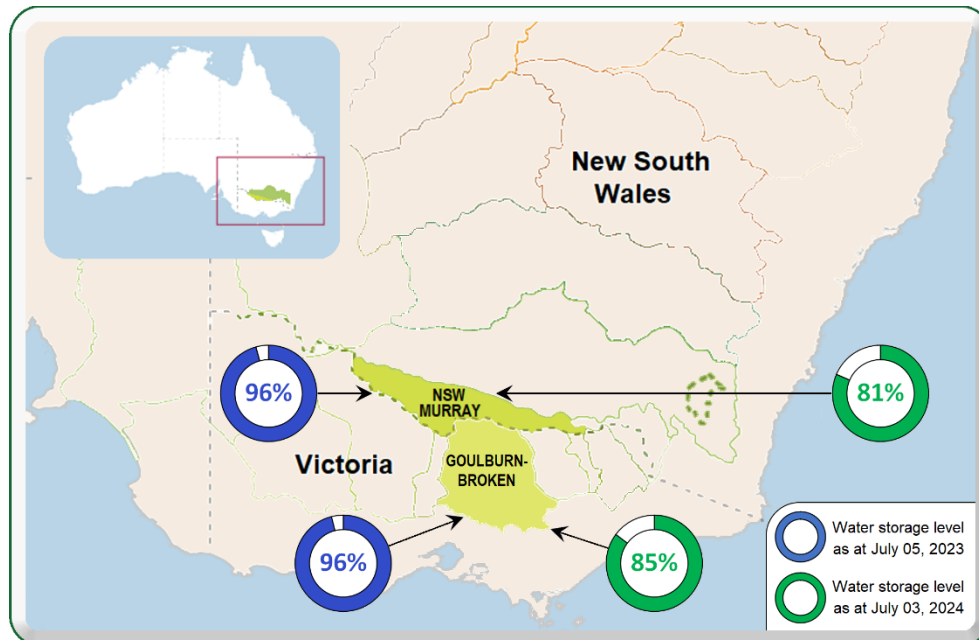 New South
Wales
96%
NSW
MURRAY
81%
Victoria
GOULBURN-
BROKEN
96%
85%
Water storage level
as at July 05, 2023
Water storage level
as at July 03, 2024